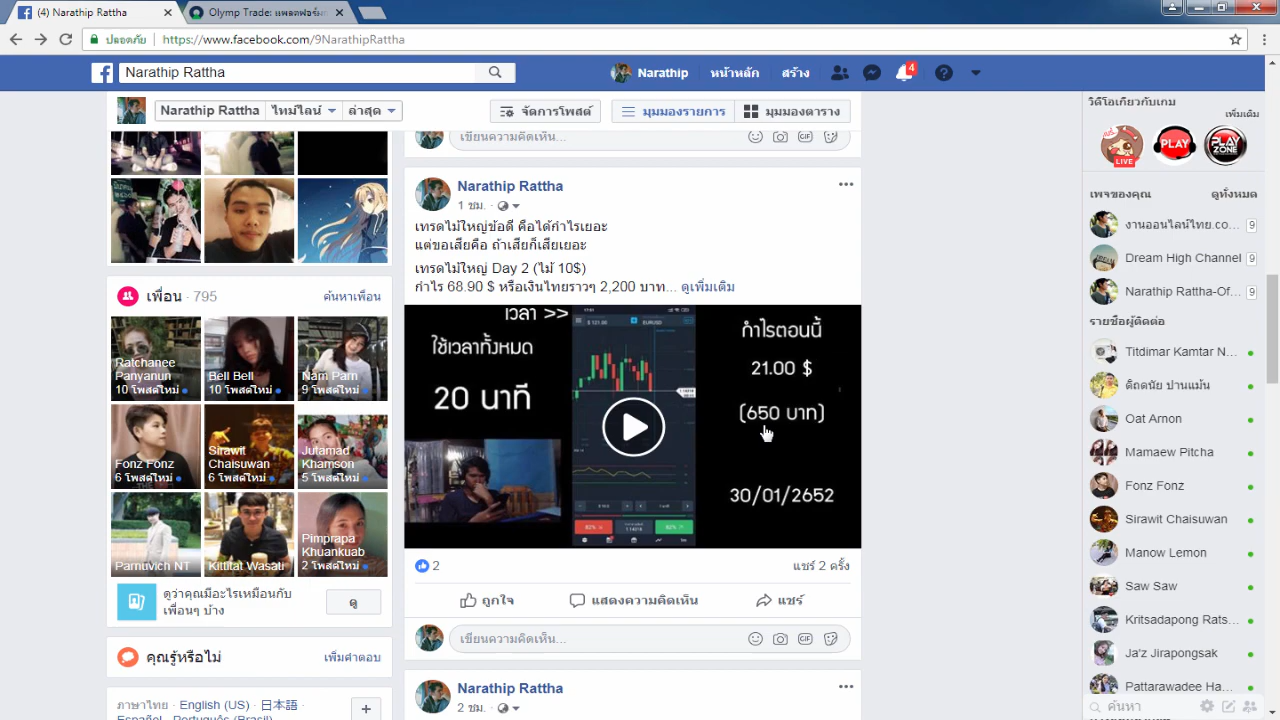 (4) Narathip Rattha
Olymp Trade: แพลตฟอร์ม
ปลอดภัย
https://www.facebook.com/9NarathipRattha
Narathip Rattha
Narathip
หน้าหลัก
สร้าง
4
Narathip Rattha
ไทม์ไลน์
ล่าสุด
จัดการโพสต์
มุมมองรายการ
มุมมองตาราง
เพื่อน · 795
ค้นหาเพื่อน
Ratchanee Panyanun
10 โพสต์ใหม่
Bell Bell
10 โพสต์ใหม่
Nam Parn
9 โพสต์ใหม่
Fonz Fonz
6 โพสต์ใหม่
Sirawit Chaisuwan
6 โพสต์ใหม่
Jutamad Khamson
5 โพสต์ใหม่
Parnuvich NT
Kittitat Wasati
Pimprapa Khuankuab
2 โพสต์ใหม่
ดูว่าคุณมีอะไรเหมือนกับ
เพื่อนๆ บ้าง
ดู
คุณรู้หรือไม่
เพิ่มคำตอบ
ภาษาไทย · English (US) · 日本語 ·
Español · Português (Brasil)
เขียนความคิดเห็น...
GIF
Narathip Rattha
1 ชม. ·
เทรดไม้ใหญ่ข้อดี คือได้กำไรเยอะ
แต่ขอเสียคือ ถ้าเสียก็เสียเยอะ
เทรดไม้ใหญ่ Day 2 (ไม้ 10$)
กำไร 68.90 $ หรือเงินไทยราวๆ 2,200 บาท... ดูเพิ่มเติม
เวลา >>
ใช้เวลาทั้งหมด
20 นาที
$ 121.00
EURUSD
82%
82%
กำไรตอนนี้
21.00 $
(650 บาท)
30/01/2652
2
แชร์ 2 ครั้ง
ถูกใจ
แสดงความคิดเห็น
แชร์
เขียนความคิดเห็น...
GIF
Narathip Rattha
2 ชม. ·
วิดีโอเกี่ยวกับเกม
เพิ่มเติม
LIVE
PLAY
PLAY ZONE
เพจของคุณ
ดูทั้งหมด
งานออนไลน์ไทย.co...
9
Dream High Channel
9
Narathip Rattha-Of...
9
รายชื่อผู้ติดต่อ
Titdimar Kamtar N...
ติ๊ถดนัย ปานแม้น
Oat Arnon
Mamaew Pitcha
Fonz Fonz
Sirawit Chaisuwan
Manow Lemon
Saw Saw
Kritsadapong Rats...
Ja'z Jirapongsak
Pattarawadee Ha...
ค้นหา